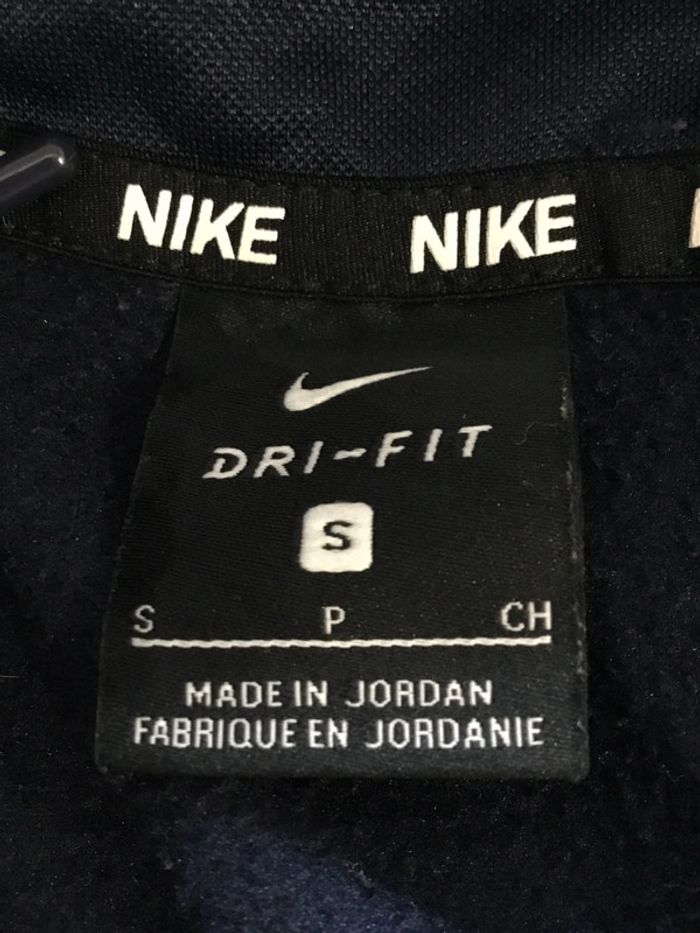 NIKE NIKE
DRI-FIT
S
S P CH
MADE IN JORDAN
FABRIQUE EN JORDANIE